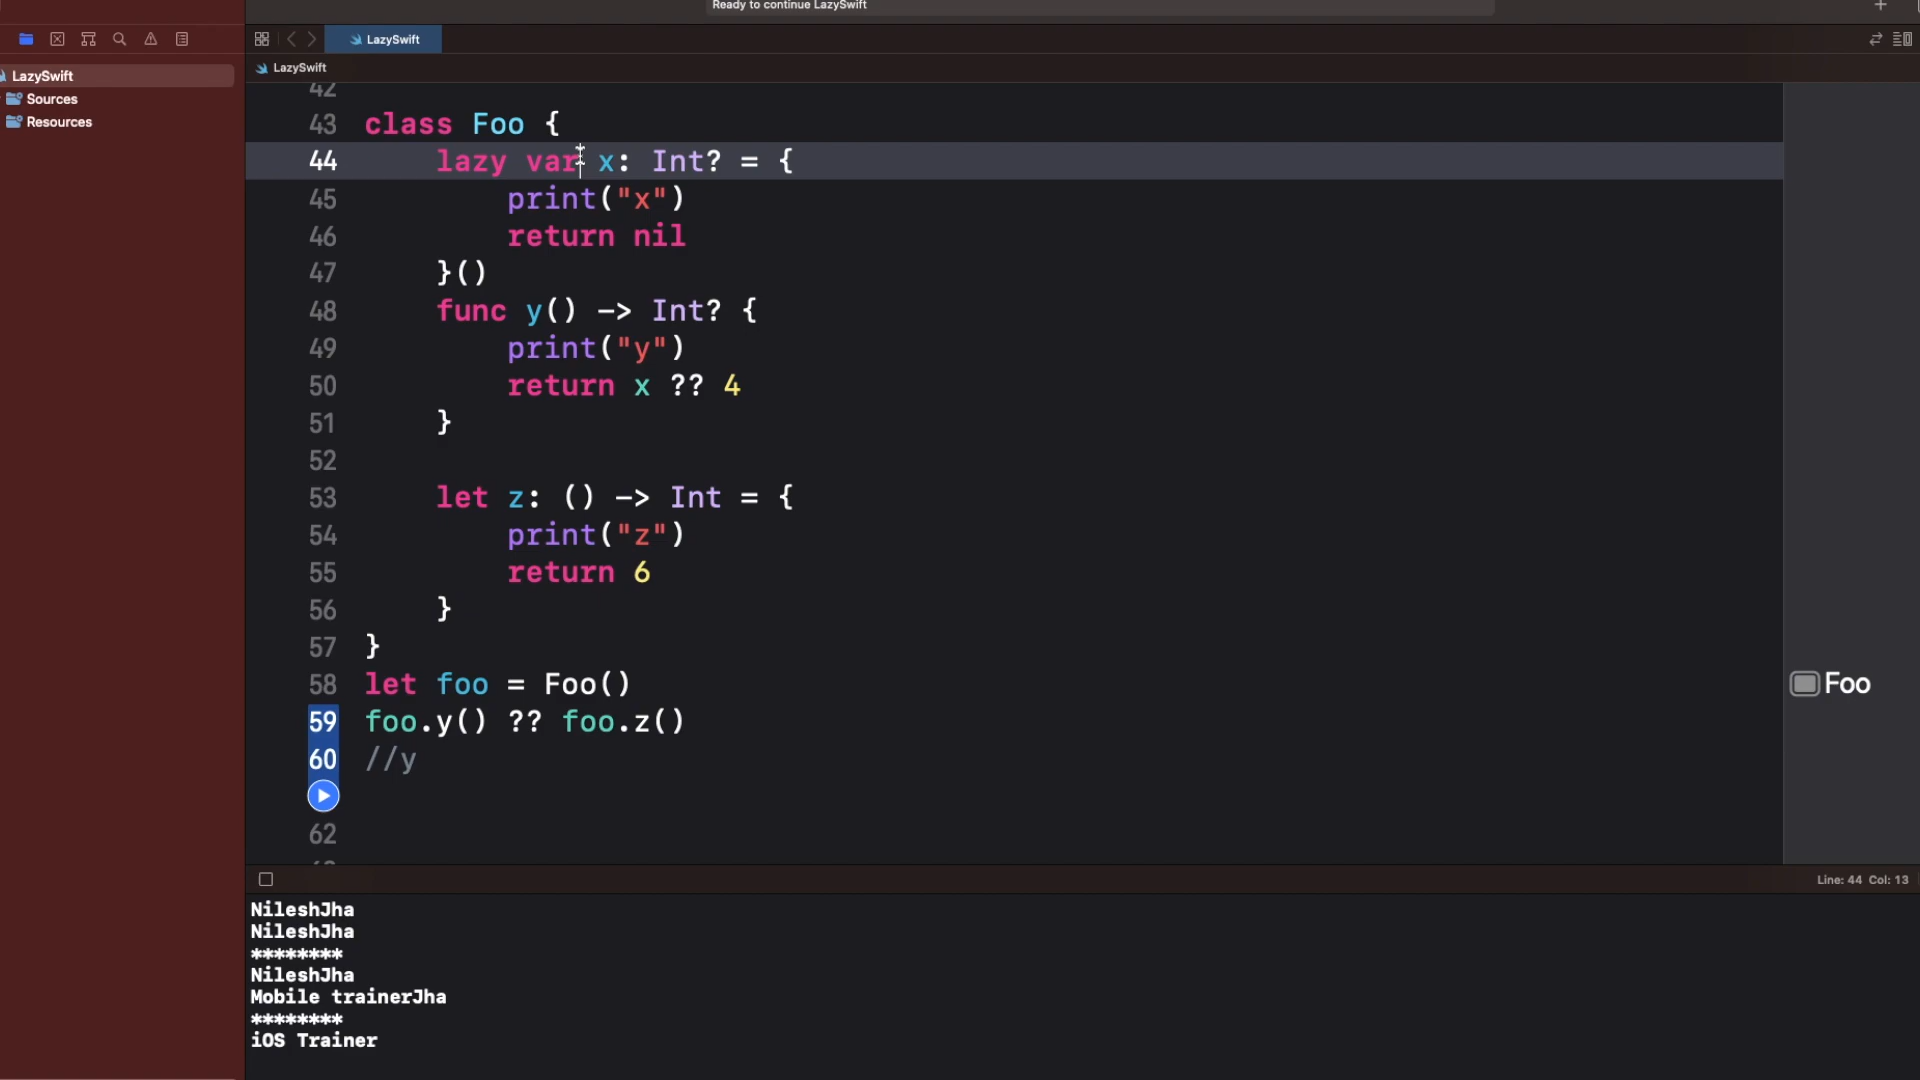 Ready to continue LazySwift
LazySwift
LazySwift
LazySwift
Sources
Resources
42
43 class Foo {
44 lazy var x: Int? = {
45 print("x")
46 return nil
47 }()
48 func y() -> Int? {
49 print("y")
50 return x ?? 4
51 }
52
53 let z: () -> Int = {
54 print("z")
55 return 6
56 }
57 }
58 let foo = Foo()
Foo
59 foo.y() ?? foo.z()
60 //y
62
Line: 44 Col: 13
NileshJha
NileshJha
********
NileshJha
Mobile trainerJha
********
iOS Trainer